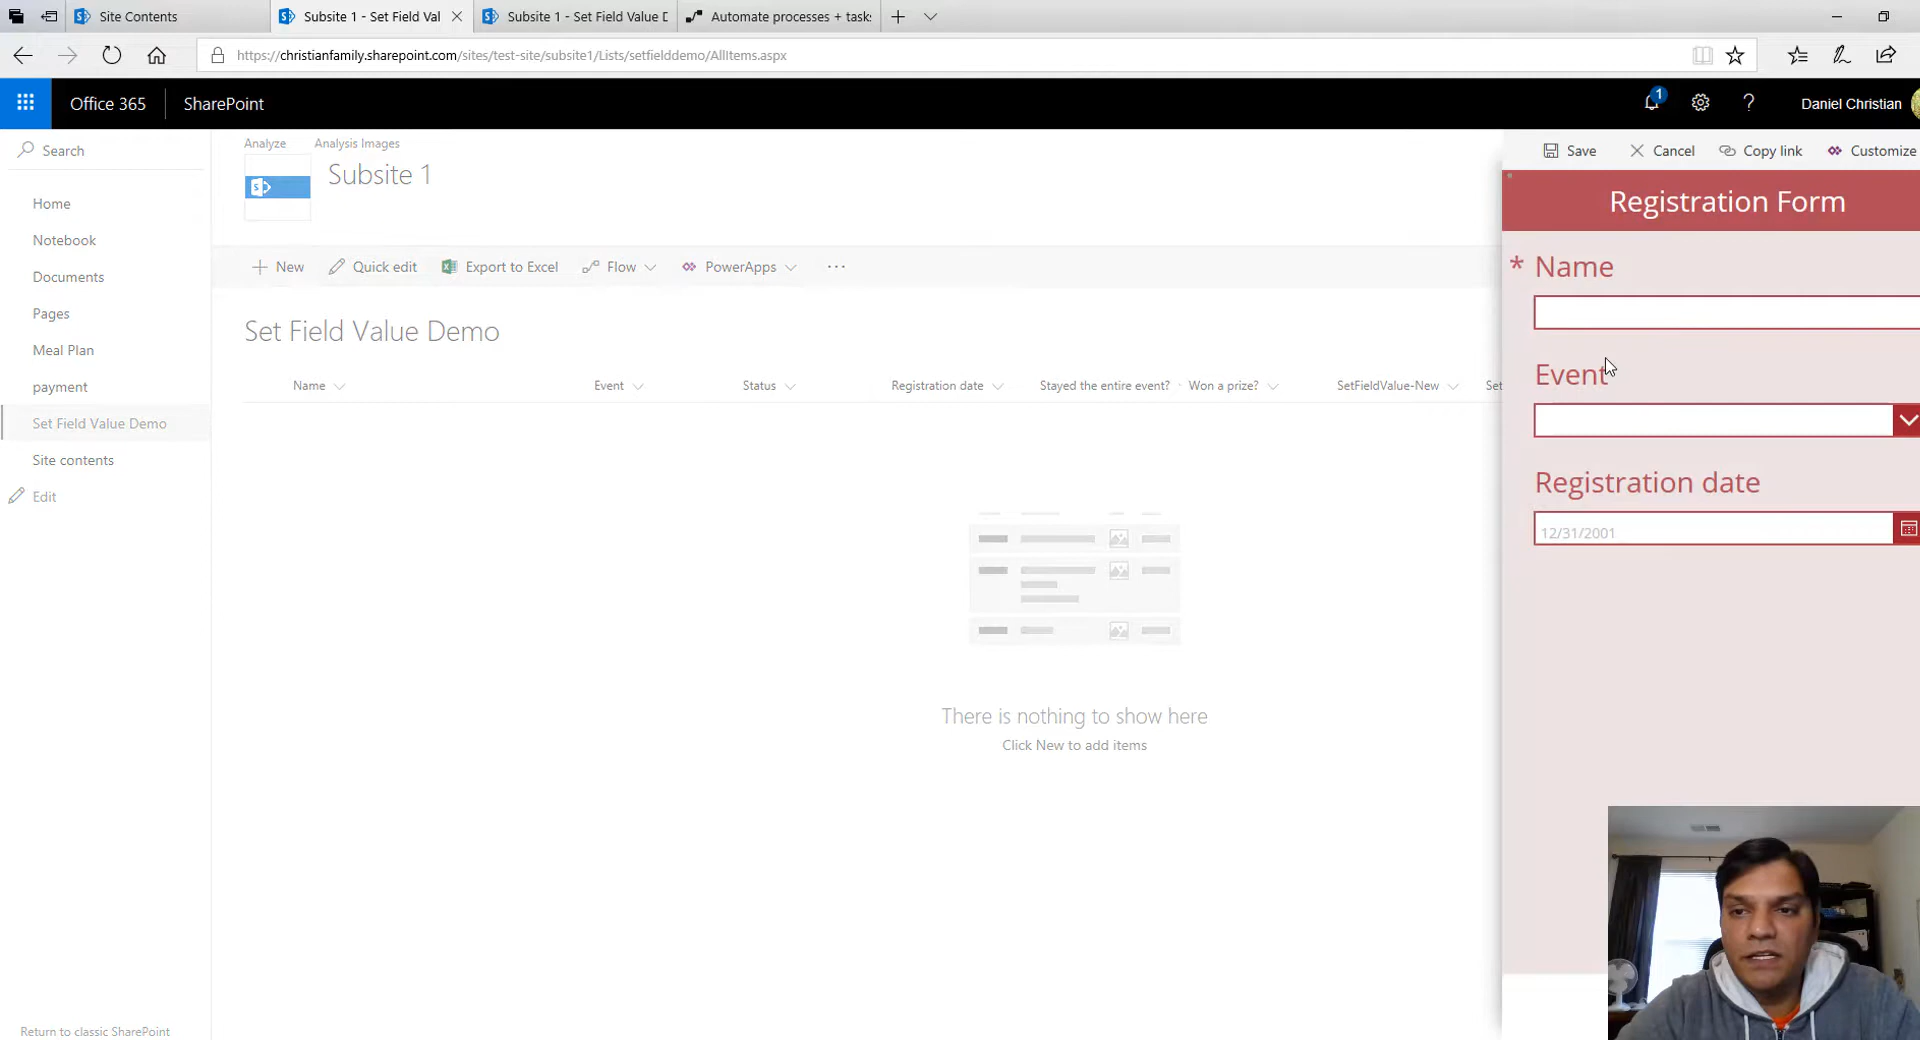 Site Contents
Subsite 1 - Set Field Val
Subsite 1 - Set Field Value D
Automate processes + task
https://christianfamily.sharepoint.com/sites/test-site/subsite1/Lists/setfielddemo/AllItems.aspx
Office 365
SharePoint
1
?
Daniel Christian
Search
Home
Notebook
Documents
Pages
Meal Plan
payment
Set Field Value Demo
Site contents
Edit
Return to classic SharePoint
Analyze
Analysis Images
S
Subsite 1
New
Quick edit
Export to Excel
Flow
PowerApps
...
Set Field Value Demo
Name
Event
Status
Registration date
Stayed the entire event?
Won a prize?
SetFieldValue-New
Set
There is nothing to show here
Click New to add items
Save
Cancel
Copy link
Customize
Registration Form
* Name
Event
Registration date
12/31/2001